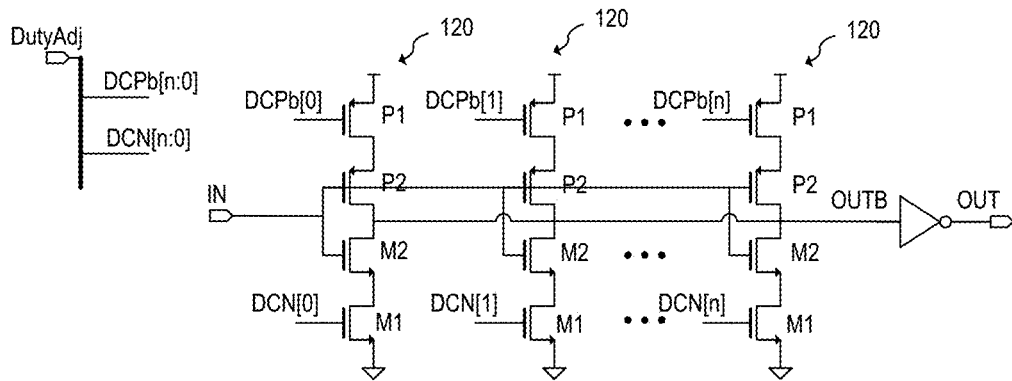 120
120
120
DutyAdj
DCPb[n:0]
DCN[n:0]
DCPb[0]
P1
DCPb[1]
P1
DCPb[n]
P1
IN
P2
P2
P2
OUTB
OUT
M2
M2
M2
DCN[0]
M1
DCN[1]
M1
DCN[n]
M1